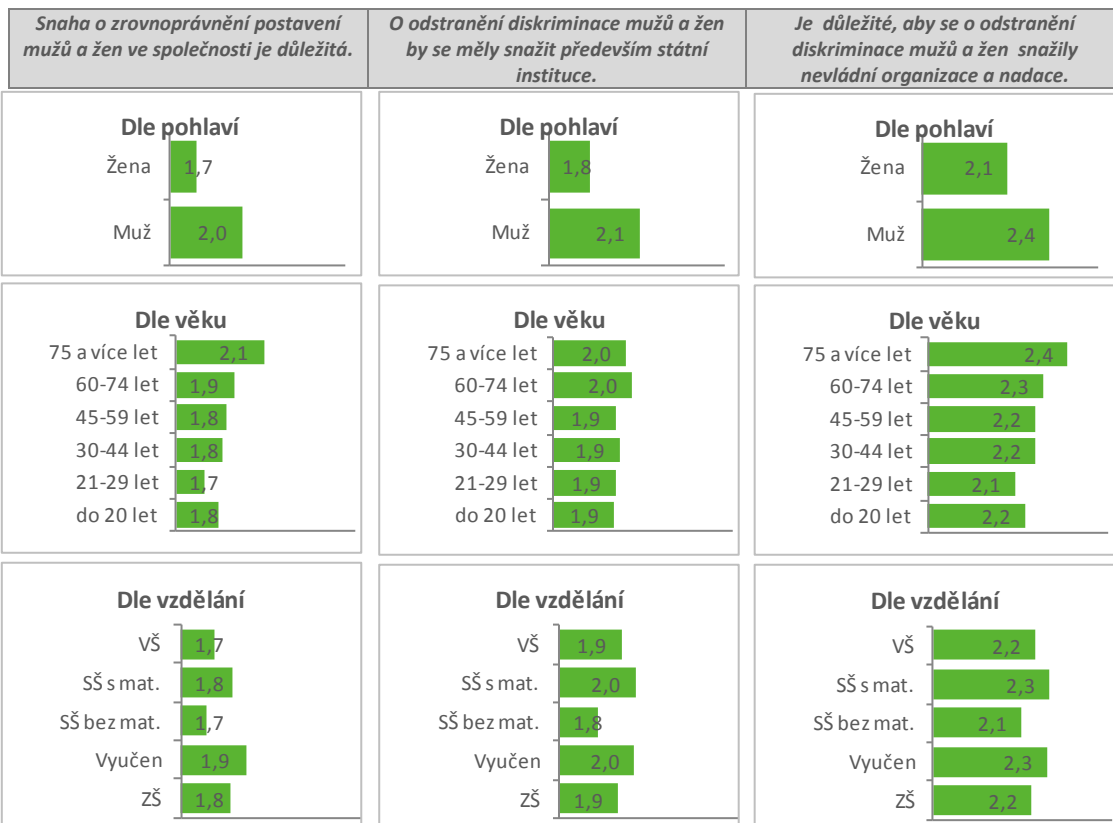 Snaha o zrovnoprávnění postavení
mužů a žen ve společnosti je důležitá.
O odstranění diskriminace mužů a žen
by se měly snažit především státní
instituce.
Je důležité, aby se o odstranění
diskriminace mužů a žen snažily
nevládní organizace a nadace.
Dle pohlaví
Žena 1,7
Muž 2,0
Dle pohlaví
Žena 1,8
Muž 2,1
Dle pohlaví
Žena 2,1
Muž 2,4
Dle věku
75 a více let 2,1
60-74 let 1,9
45-59 let 1,8
30-44 let 1,8
21-29 let 1,7
do 20 let 1,8
Dle věku
75 a více let 2,0
60-74 let 2,0
45-59 let 1,9
30-44 let 1,9
21-29 let 1,9
do 20 let 1,9
Dle věku
75 a více let 2,4
60-74 let 2,3
45-59 let 2,2
30-44 let 2,2
21-29 let 2,1
do 20 let 2,2
Dle vzdělání
VŠ 1,7
SŠ s mat. 1,8
SŠ bez mat. 1,7
Vyučen 1,9
ZŠ 1,8
Dle vzdělání
VŠ 1,9
SŠ s mat. 2,0
SŠ bez mat. 1,8
Vyučen 2,0
ZŠ 1,9
Dle vzdělání
VŠ 2,2
SŠ s mat. 2,3
SŠ bez mat. 2,1
Vyučen 2,3
ZŠ 2,2